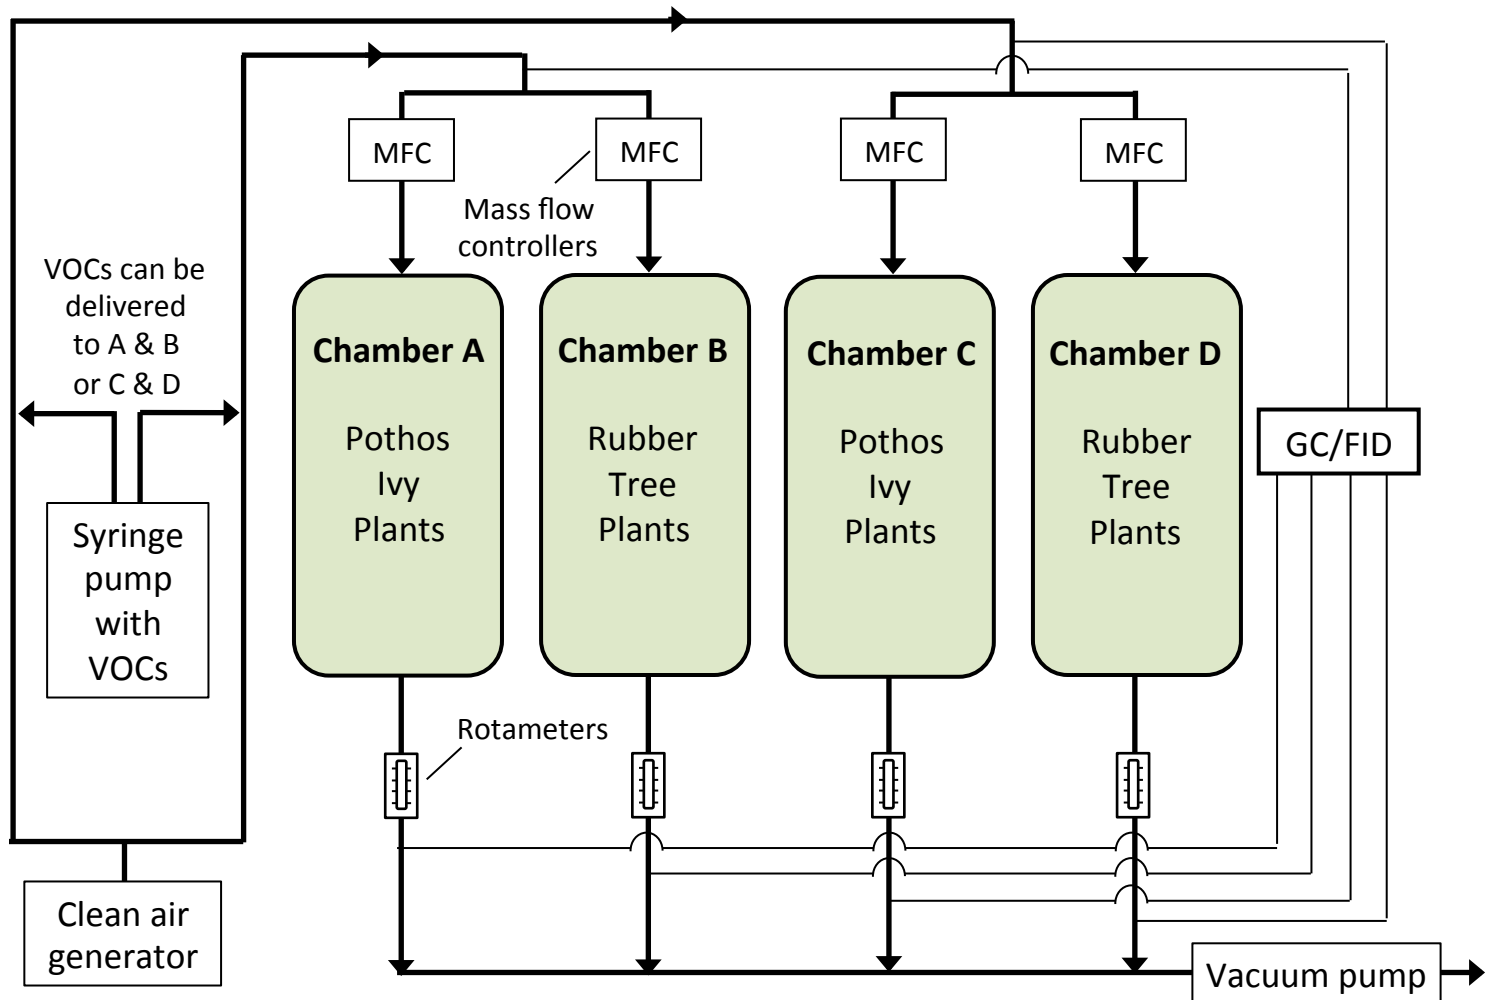 MFC
MFC
MFC
MFC
Mass flow
controllers
VOCs can be
delivered
to A & B
or C & D
Chamber A
Pothos
Ivy
Plants
Chamber B
Rubber
Tree
Plants
Chamber C
Pothos
Ivy
Plants
Chamber D
Rubber
Tree
Plants
GC/FID
Syringe
pump
with
VOCs
Rotameters
Clean air
generator
Vacuum pump